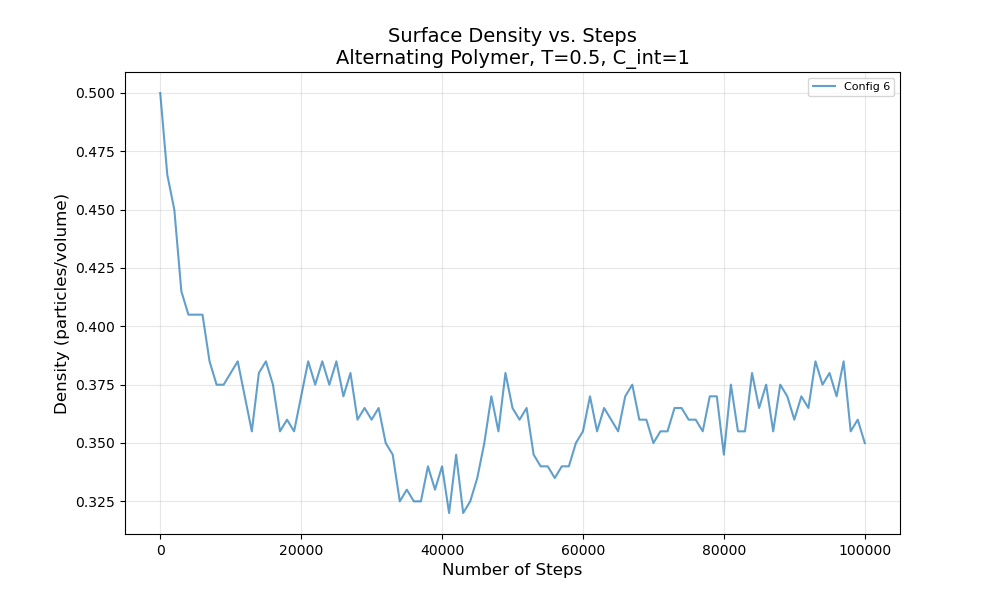 Surface Density vs. Steps
Alternating Polymer, T=0.5, C_int=1
Config 6
Density (particles/volume)
0.500
0.475
0.450
0.425
0.400
0.375
0.350
0.325
0
20000
40000
60000
80000
100000
Number of Steps